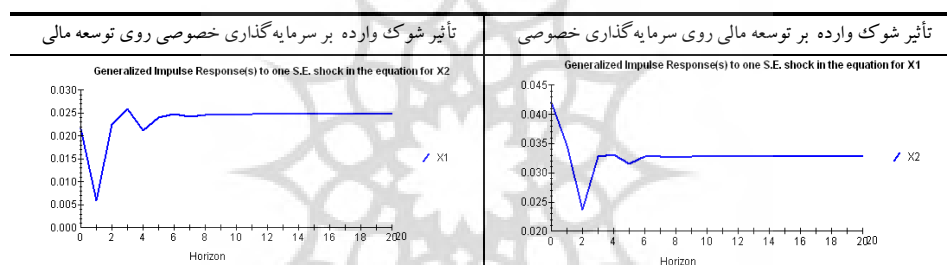 تأثیر شوک وارده بر توسعه مالی روی سرمایه‌گذاری خصوصی
تأثیر شوک وارده بر سرمایه‌گذاری خصوصی روی توسعه مالی
Generalized Impulse Response(s) to one S.E. shock in the equation for X1
0.045
0.040
0.035
0.030
0.025
0.020
0 2 4 6 8 10 12 14 16 18 2020
Horizon
X2
Generalized Impulse Response(s) to one S.E. shock in the equation for X2
0.030
0.025
0.020
0.015
0.010
0.005
0.000
0 2 4 6 8 10 12 14 16 18 2020
Horizon
X1